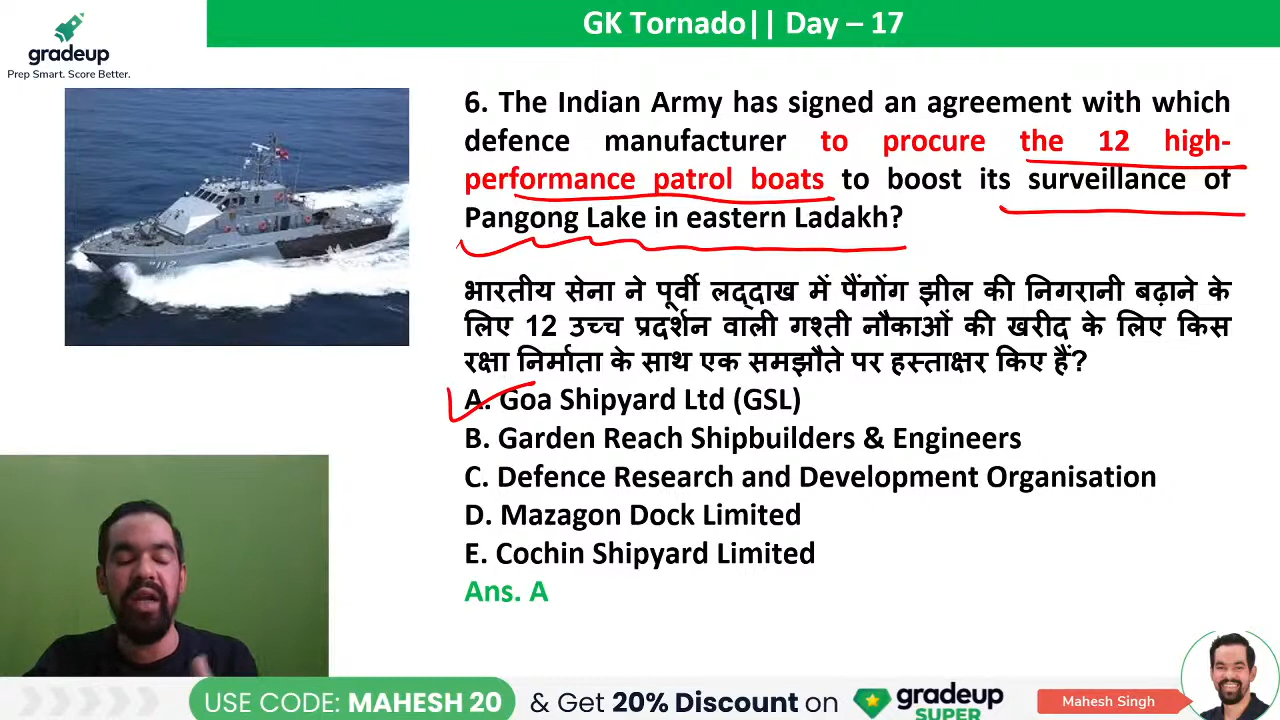 gradeup
Prep Smart. Score Better.
GK Tornado|| Day – 17
6. The Indian Army has signed an agreement with which
defence manufacturer to procure the 12 high-
performance patrol boats to boost its surveillance of
Pangong Lake in eastern Ladakh?
भारतीय सेना ने पूर्वी लद्दाख में पैंगोंग झील की निगरानी बढ़ाने के
लिए 12 उच्च प्रदर्शन वाली गश्ती नौकाओं की खरीद के लिए किस
रक्षा निर्माता के साथ एक समझौते पर हस्ताक्षर किए हैं?
A. Goa Shipyard Ltd (GSL)
B. Garden Reach Shipbuilders & Engineers
C. Defence Research and Development Organisation
D. Mazagon Dock Limited
E. Cochin Shipyard Limited
Ans. A
USE CODE: MAHESH 20 & Get 20% Discount on gradeup
SUPER
Mahesh Singh